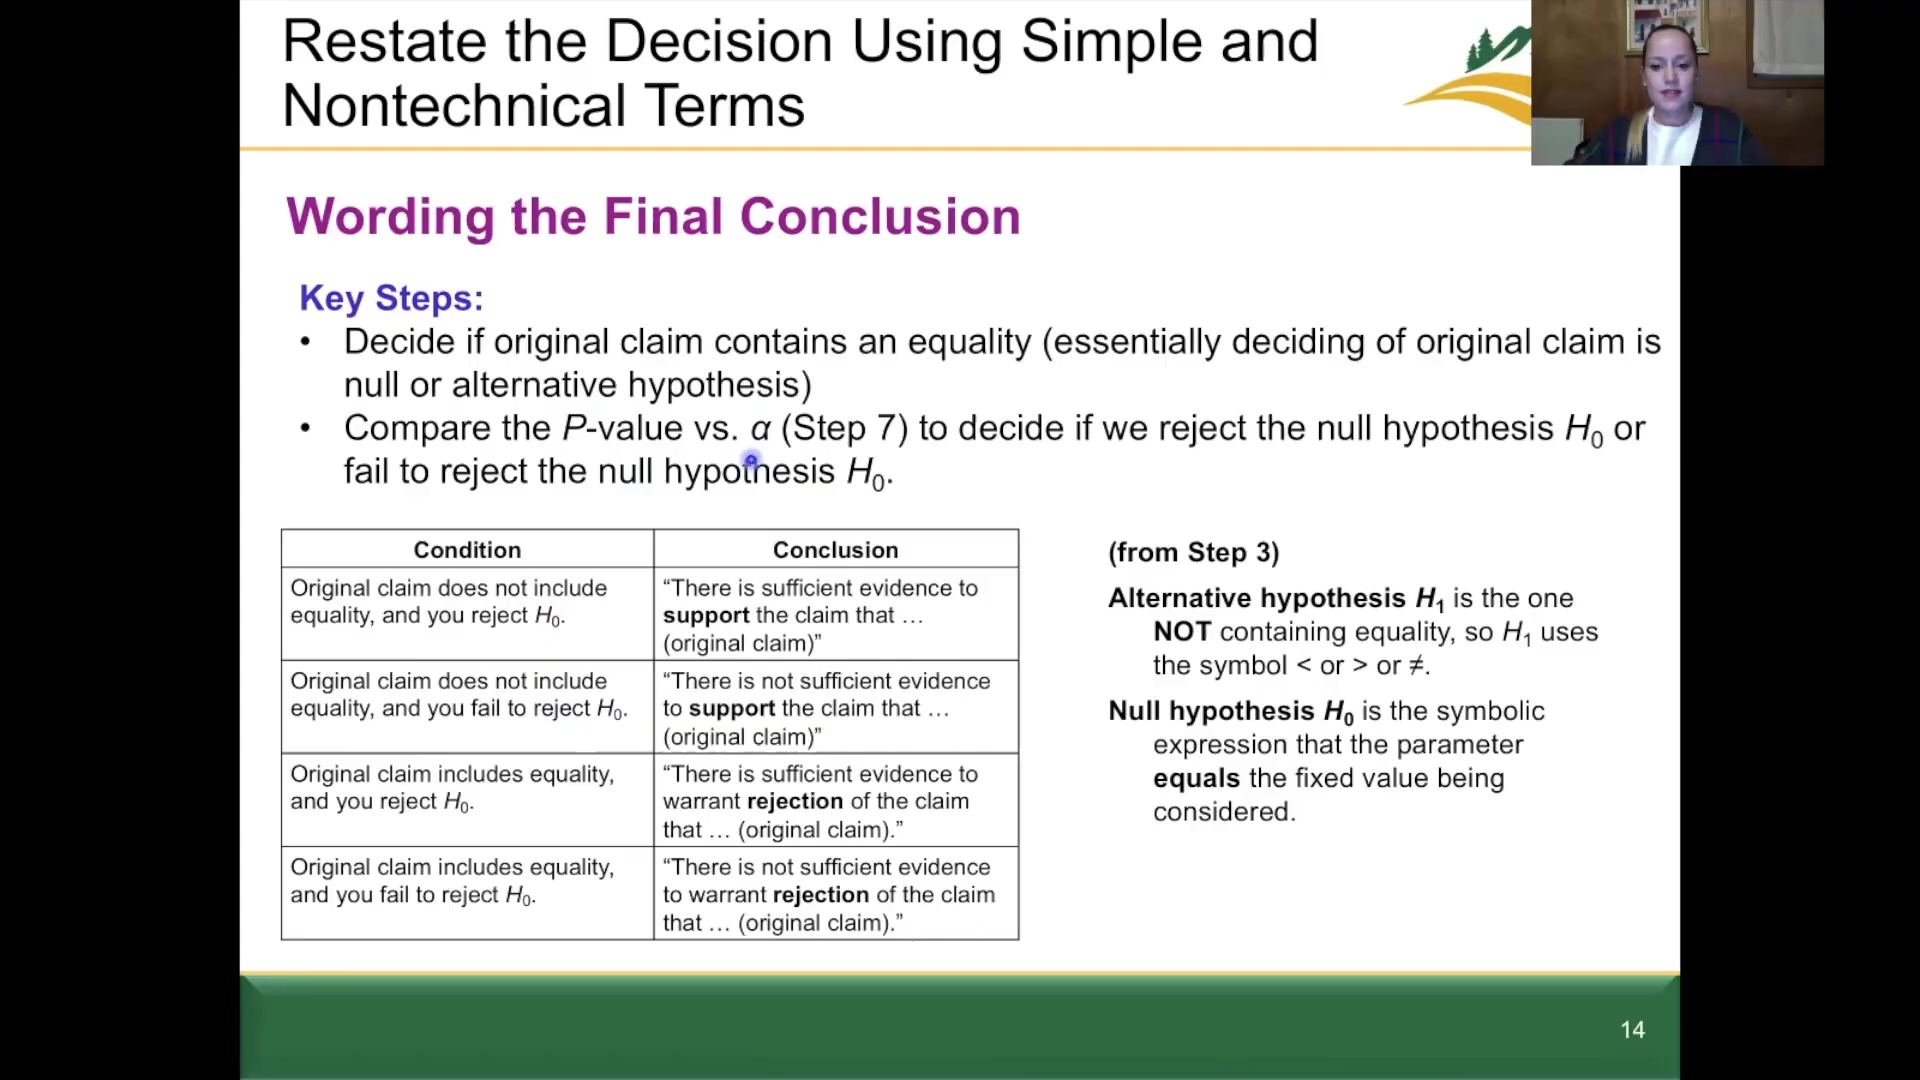 Restate the Decision Using Simple and
Nontechnical Terms
Wording the Final Conclusion
Key Steps:
• Decide if original claim contains an equality (essentially deciding of original claim is
null or alternative hypothesis)
• Compare the P-value vs. α (Step 7) to decide if we reject the null hypothesis H₀ or
fail to reject the null hypothesis H₀.
Condition
Conclusion
Original claim does not include
equality, and you reject H₀.
“There is sufficient evidence to
support the claim that …
(original claim)”
Original claim does not include
equality, and you fail to reject H₀.
“There is not sufficient evidence
to support the claim that …
(original claim)”
Original claim includes equality,
and you reject H₀.
“There is sufficient evidence to
warrant rejection of the claim
that … (original claim).”
Original claim includes equality,
and you fail to reject H₀.
“There is not sufficient evidence
to warrant rejection of the claim
that … (original claim).”
(from Step 3)
Alternative hypothesis H₁ is the one
NOT containing equality, so H₁ uses
the symbol < or > or ≠.
Null hypothesis H₀ is the symbolic
expression that the parameter
equals the fixed value being
considered.
14